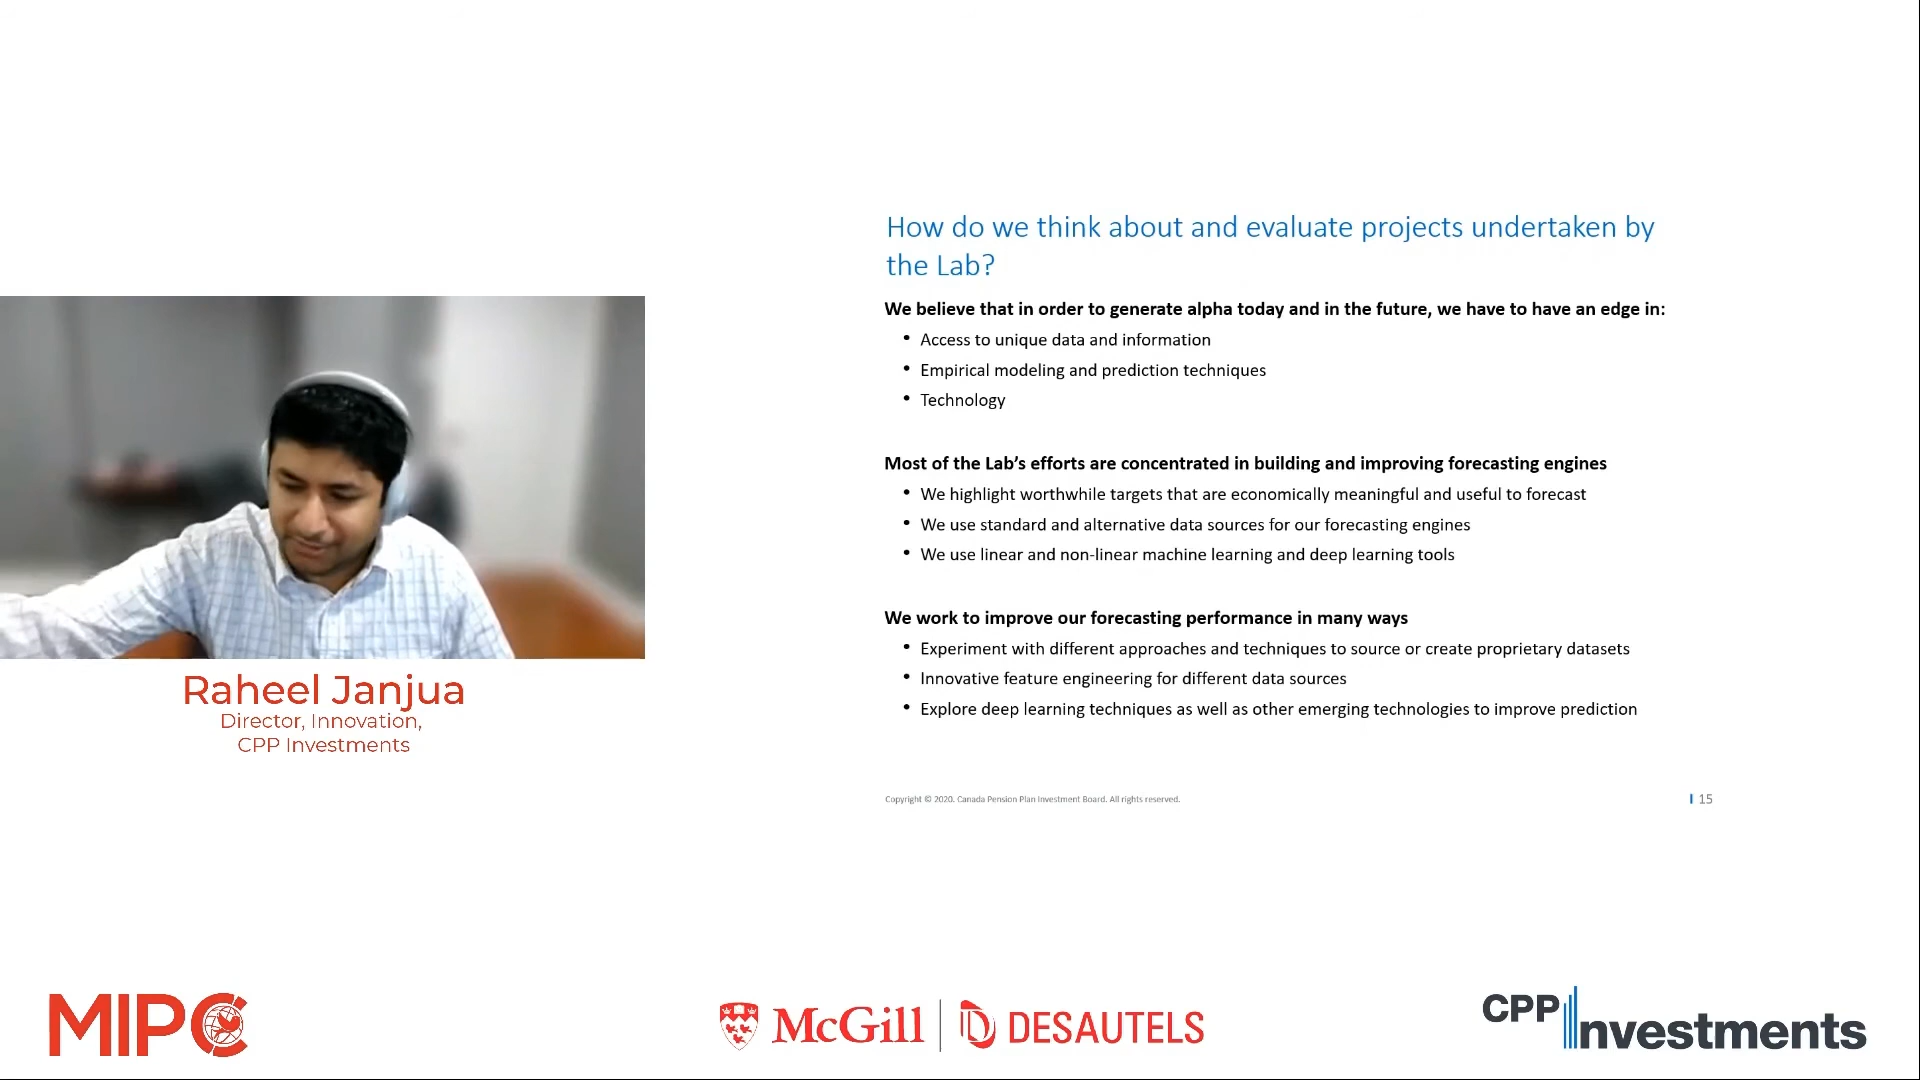 How do we think about and evaluate projects undertaken by
the Lab?
We believe that in order to generate alpha today and in the future, we have to have an edge in:
• Access to unique data and information
• Empirical modeling and prediction techniques
• Technology
Most of the Lab's efforts are concentrated in building and improving forecasting engines
• We highlight worthwhile targets that are economically meaningful and useful to forecast
• We use standard and alternative data sources for our forecasting engines
• We use linear and non-linear machine learning and deep learning tools
We work to improve our forecasting performance in many ways
• Experiment with different approaches and techniques to source or create proprietary datasets
• Innovative feature engineering for different data sources
• Explore deep learning techniques as well as other emerging technologies to improve prediction
Copyright © 2020. Canada Pension Plan Investment Board. All rights reserved.
15
Raheel Janjua
Director, Innovation,
CPP Investments
MIPC
McGill
DESAUTELS
CPP Investments